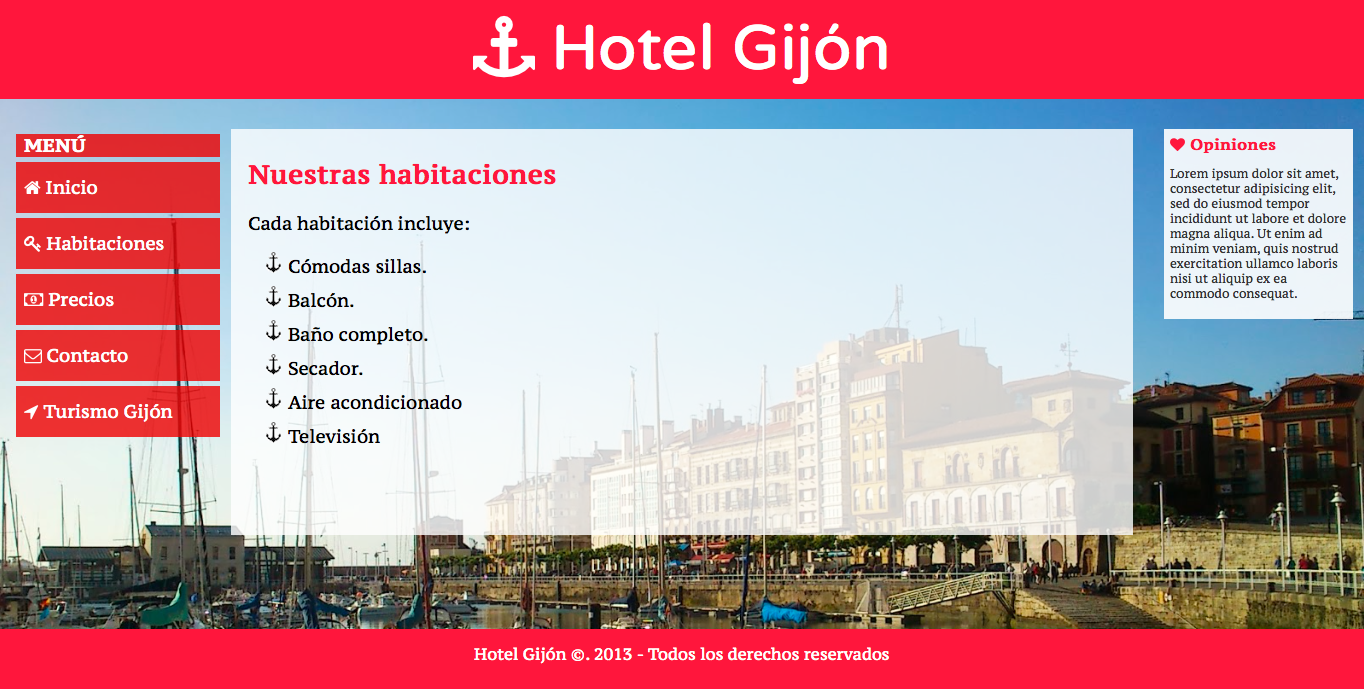 Hotel Gijón
MENÚ
Inicio
Habitaciones
Precios
Contacto
Turismo Gijón
Nuestras habitaciones
Cada habitación incluye:
Cómodas sillas.
Balcón.
Baño completo.
Secador.
Aire acondicionado
Televisión
Opiniones
Lorem ipsum dolor sit amet,
consectetur adipisicing elit,
sed do eiusmod tempor
incididunt ut labore et dolore
magna aliqua. Ut enim ad
minim veniam, quis nostrud
exercitation ullamco laboris
nisi ut aliquip ex ea
commodo consequat.
Hotel Gijón ©. 2013 - Todos los derechos reservados